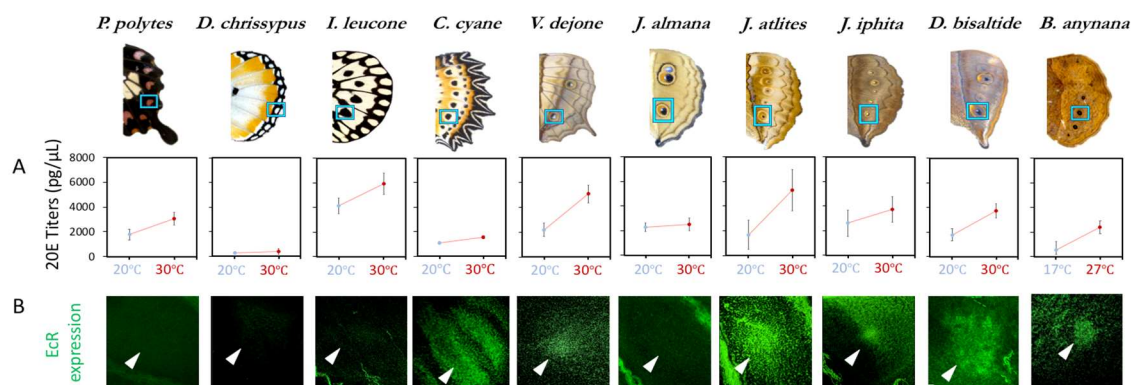 P. polytes D. chrissypus I. leucone C. cyane V. dejone J. almana J. atlites J. iphita D. bisaltide B. anynana
A
20E Titers (pg/µL)
8000
6000
4000
2000
0
20°C 30°C 20°C 30°C 20°C 30°C 20°C 30°C 20°C 30°C 20°C 30°C 20°C 30°C 20°C 30°C 20°C 30°C 17°C 27°C
B
EcR
expression